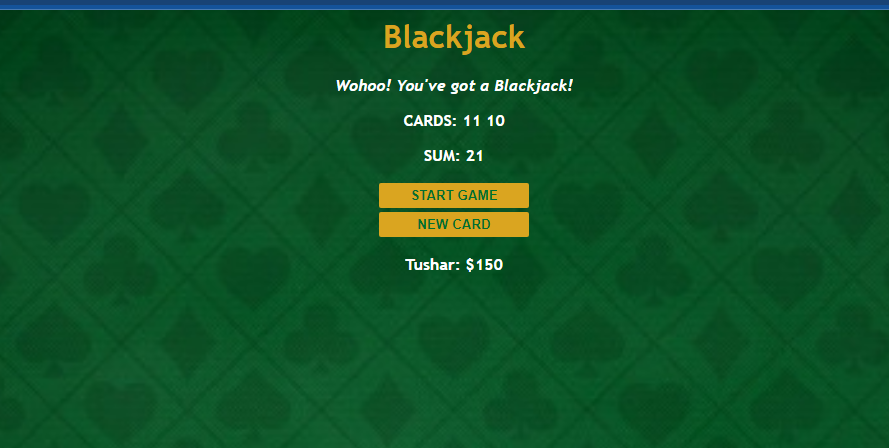 Blackjack
Wohoo! You've got a Blackjack!
CARDS: 11 10
SUM: 21
START GAME
NEW CARD
Tushar: $150